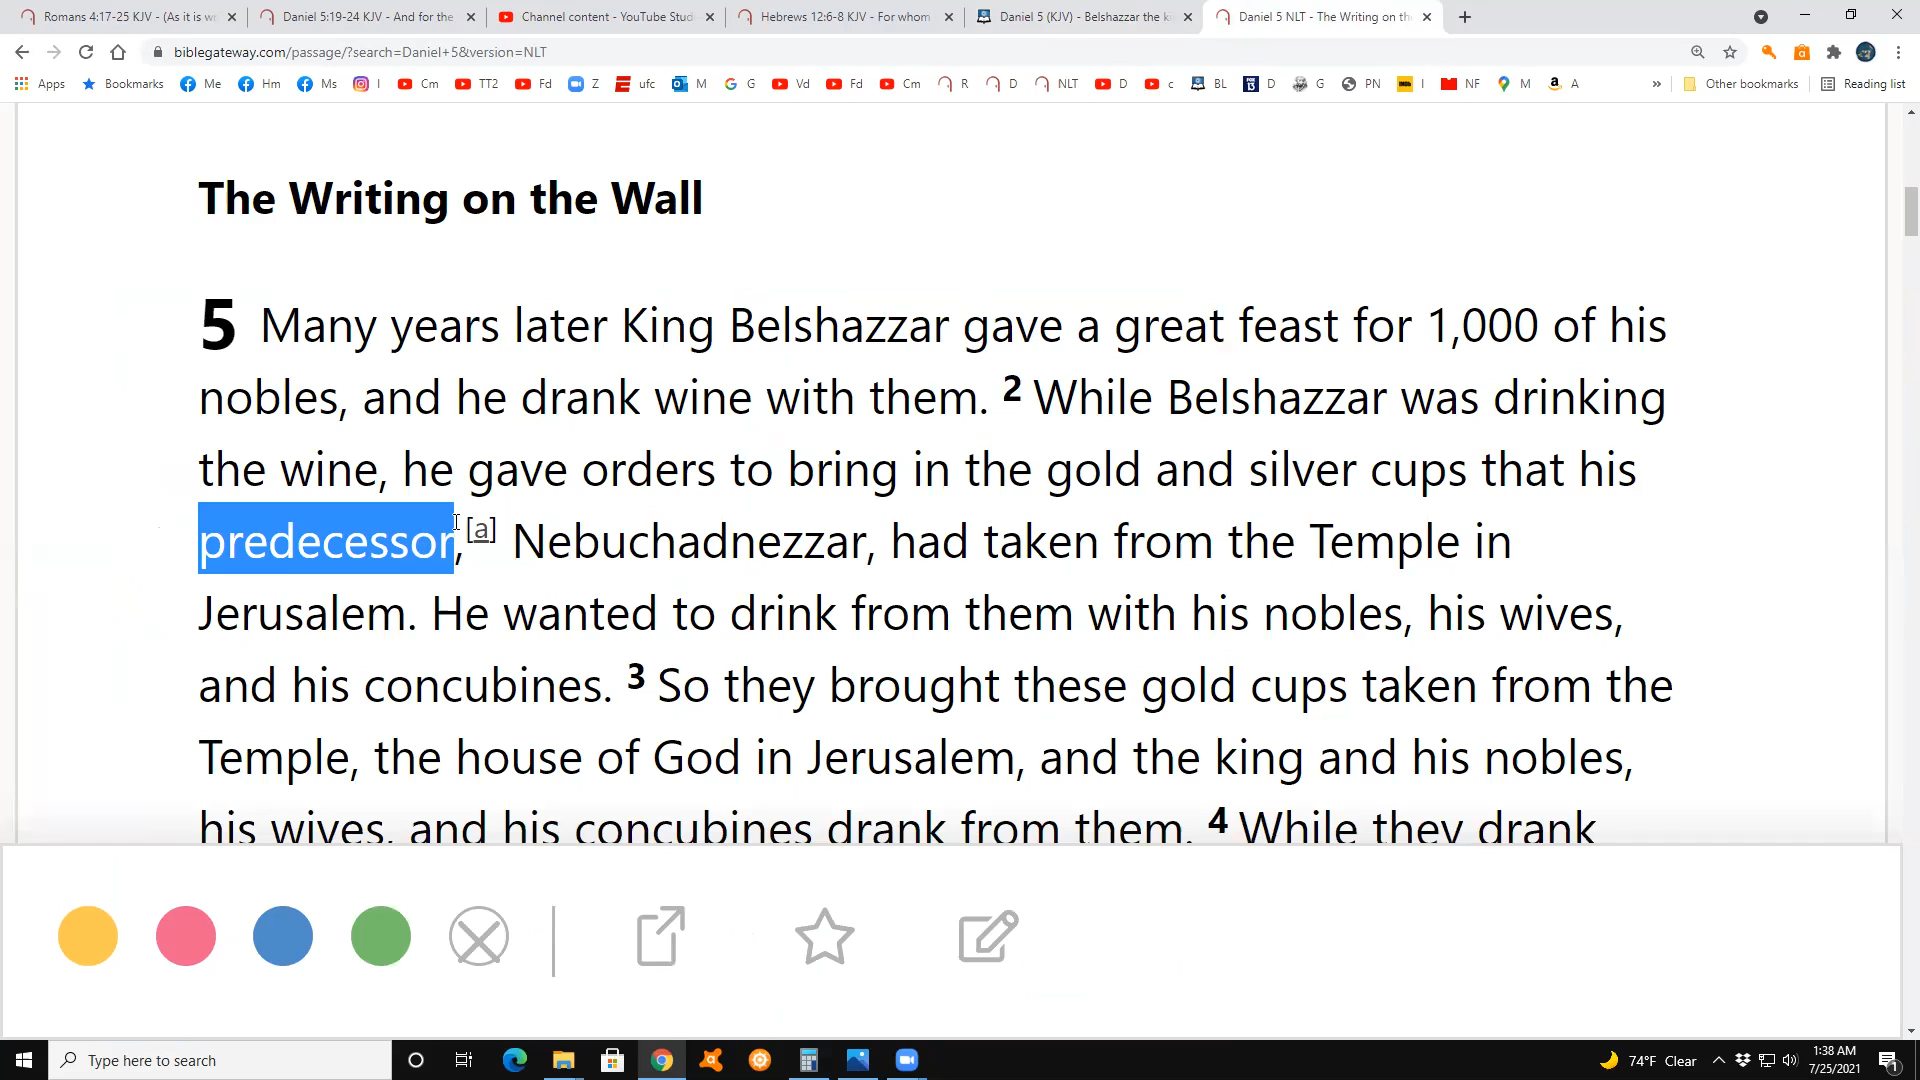 Romans 4:17-25 KJV - (As it is wr
Daniel 5:19-24 KJV - And for the
Channel content - YouTube Stud
Hebrews 12:6-8 KJV - For whom
Daniel 5 (KJV) - Belshazzar the ki
Daniel 5 NLT - The Writing on th
biblegateway.com/passage/?search=Daniel+5&version=NLT
Apps Bookmarks Me Hm Ms I Cm TT2 Fd Z ufc M G Vd Fd Cm R D NLT D c BL D G PN I NF M A » Other bookmarks Reading list
The Writing on the Wall
5 Many years later King Belshazzar gave a great feast for 1,000 of his
nobles, and he drank wine with them. 2 While Belshazzar was drinking
the wine, he gave orders to bring in the gold and silver cups that his
predecessor,[a] Nebuchadnezzar, had taken from the Temple in
Jerusalem. He wanted to drink from them with his nobles, his wives,
and his concubines. 3 So they brought these gold cups taken from the
Temple, the house of God in Jerusalem, and the king and his nobles,
his wives, and his concubines drank from them. 4 While they drank
Type here to search
74°F Clear
1:38 AM
7/25/2021
1